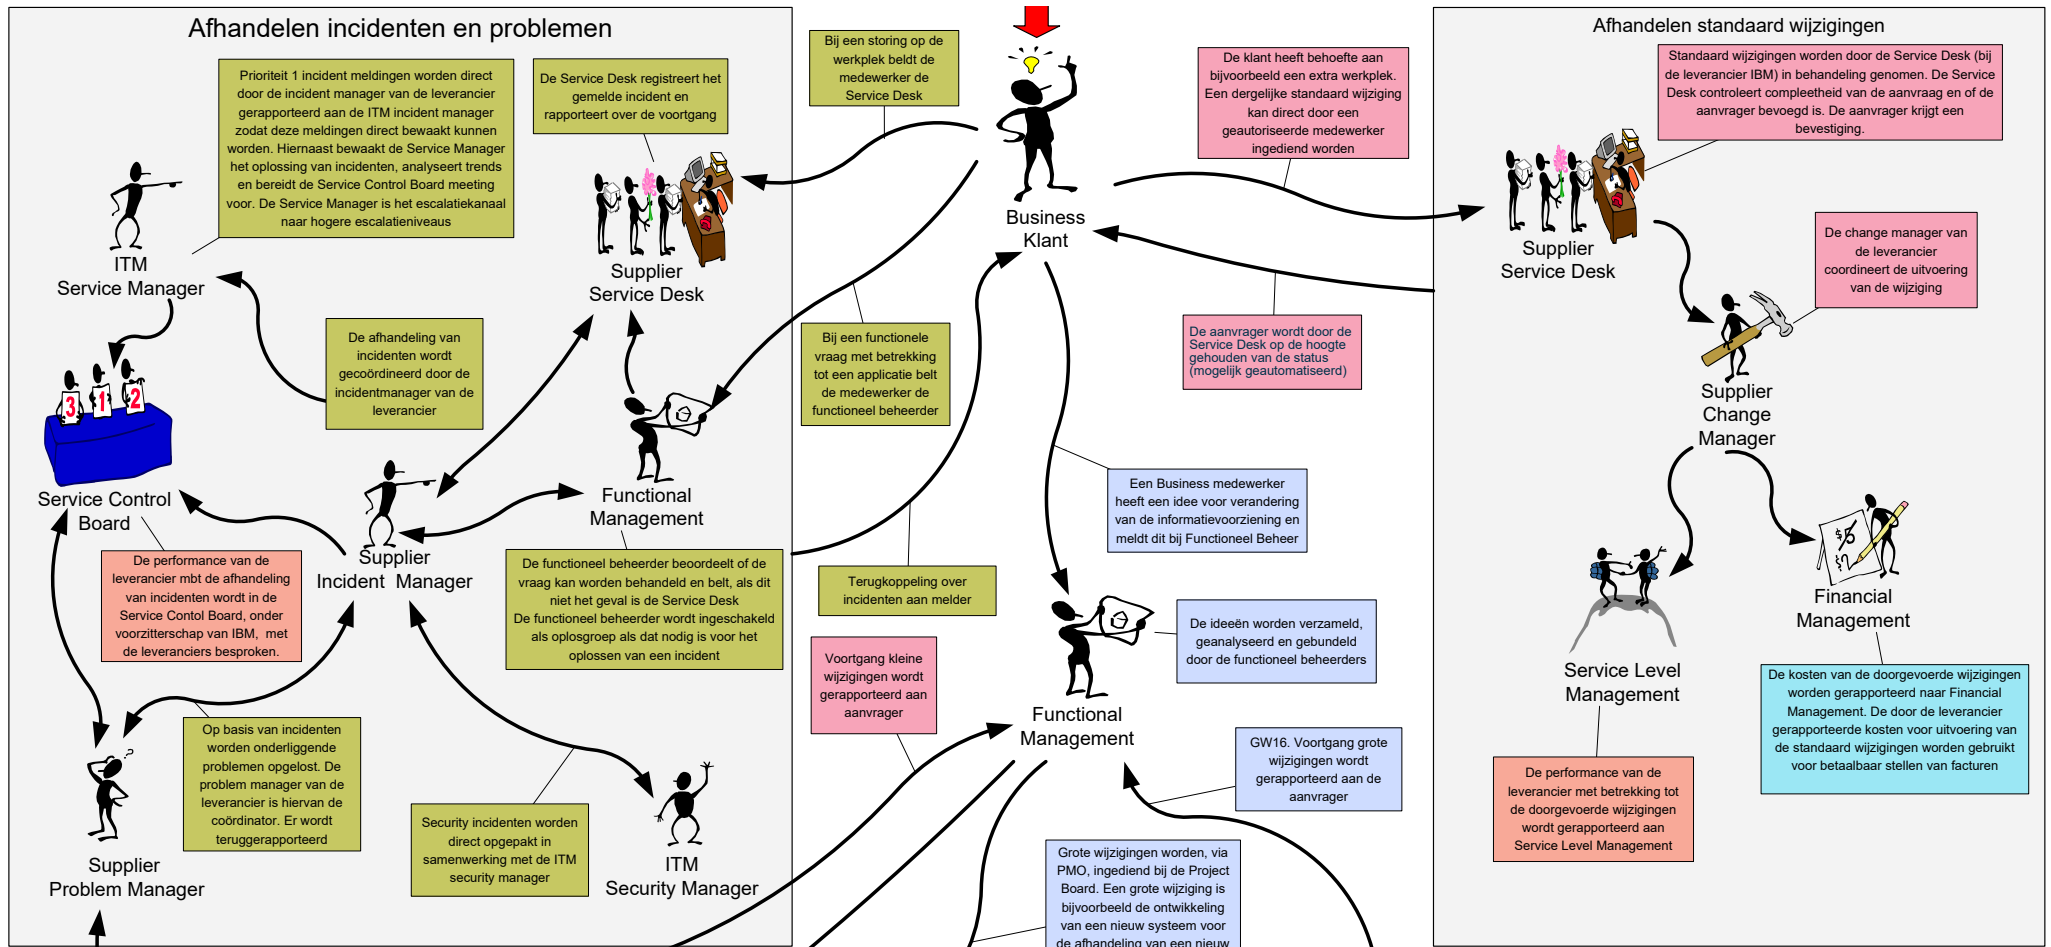 Afhandelen incidenten en problemen
Prioriteit 1 incident meldingen worden direct
door de incident manager van de leverancier
gerapporteerd aan de ITM incident manager
zodat deze meldingen direct bewaakt kunnen
worden. Hiernaast bewaakt de Service Manager
het oplossing van incidenten, analyseert trends
en bereidt de Service Control Board meeting
voor. De Service Manager is het escalatiekanaal
naar hogere escalatieniveaus
De Service Desk registreert het
gemelde incident en
rapporteert over de voortgang
ITM
Service Manager
Supplier
Service Desk
De afhandeling van
incidenten wordt
gecoördineerd door de
incidentmanager van de
leverancier
3
1
2
Service Control
Board
Functional
Management
Supplier
Incident Manager
De performance van de
leverancier mbt de afhandeling
van incidenten wordt in de
Service Contol Board, onder
voorzitterschap van IBM, met
de leveranciers besproken.
De functioneel beheerder beoordeelt of de
vraag kan worden behandeld en belt, als dit
niet het geval is de Service Desk
De functioneel beheerder wordt ingeschakeld
als oplosgroep als dat nodig is voor het
oplossen van een incident
Op basis van incidenten
worden onderliggende
problemen opgelost. De
problem manager van de
leverancier is hiervan de
coördinator. Er wordt
teruggerapporteerd
?
Supplier
Problem Manager
Security incidenten worden
direct opgepakt in
samenwerking met de ITM
security manager
ITM
Security Manager
Bij een storing op de
werkplek beldt de
medewerker de
Service Desk
Business
Klant
De klant heeft behoefte aan
bijvoorbeeld een extra werkplek.
Een dergelijke standaard wijziging
kan direct door een
geautoriseerde medewerker
ingediend worden
Bij een functionele
vraag met betrekking
tot een applicatie belt
de medewerker de
functioneel beheerder
De aanvrager wordt door de
Service Desk op de hoogte
gehouden van de status
(mogelijk geautomatiseerd)
Een Business medewerker
heeft een idee voor verandering
van de informatievoorziening en
meldt dit bij Functioneel Beheer
Terugkoppeling over
incidenten aan melder
De ideeën worden verzameld,
geanalyseerd en gebundeld
door de functioneel beheerders
Voortgang kleine
wijzigingen wordt
gerapporteerd aan
aanvrager
Functional
Management
GW16. Voortgang grote
wijzigingen wordt
gerapporteerd aan de
aanvrager
Grote wijzigingen worden, via
PMO, ingediend bij de Project
Board. Een grote wijziging is
bijvoorbeeld de ontwikkeling
van een nieuw systeem voor
de afhandeling van een nieuw
Afhandelen standaard wijzigingen
Standaard wijzigingen worden door de Service Desk (bij
de leverancier IBM) in behandeling genomen. De Service
Desk controleert compleetheid van de aanvraag en of de
aanvrager bevoegd is. De aanvrager krijgt een
bevestiging.
Supplier
Service Desk
De change manager van
de leverancier
coordineert de uitvoering
van de wijziging
Supplier
Change
Manager
Financial
Management
Service Level
Management
De kosten van de doorgevoerde wijzigingen
worden gerapporteerd naar Financial
Management. De door de leverancier
gerapporteerde kosten voor uitvoering van
de standaard wijzigingen worden gebruikt
voor betaalbaar stellen van facturen
De performance van de
leverancier met betrekking tot
de doorgevoerde wijzigingen
wordt gerapporteerd aan
Service Level Management